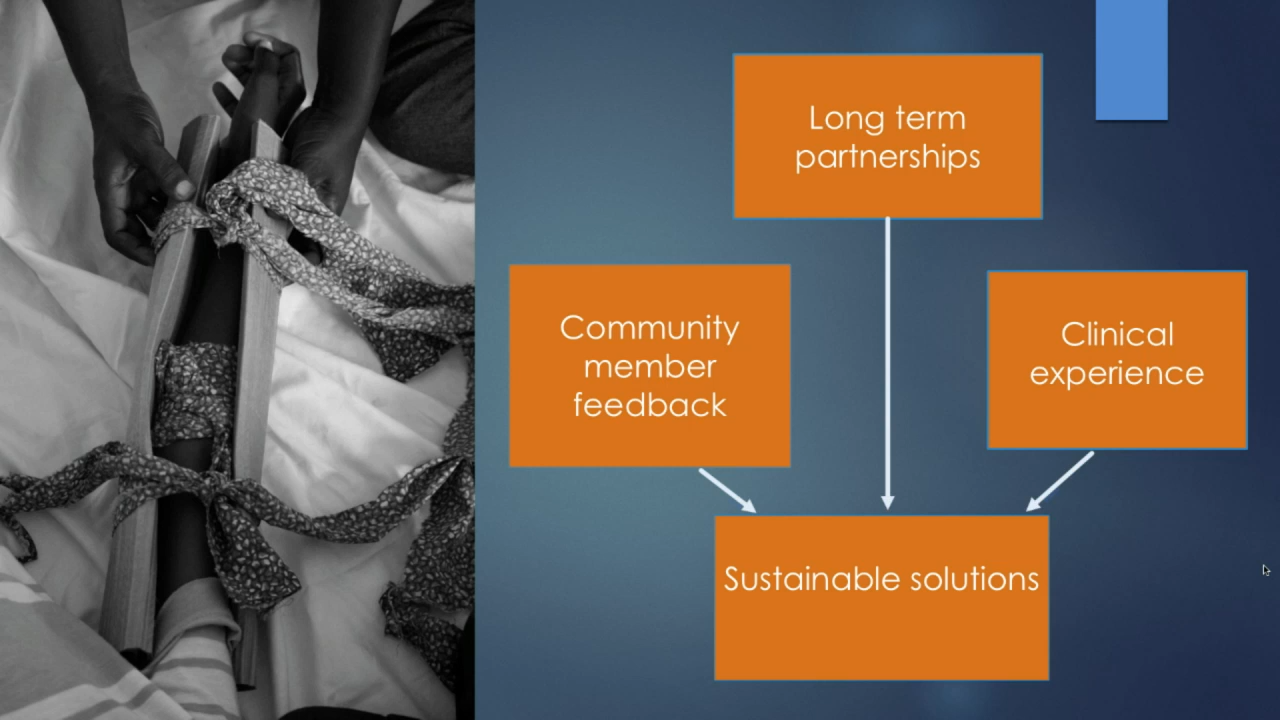 Long term
partnerships
Community
member
feedback
Clinical
experience
Sustainable solutions